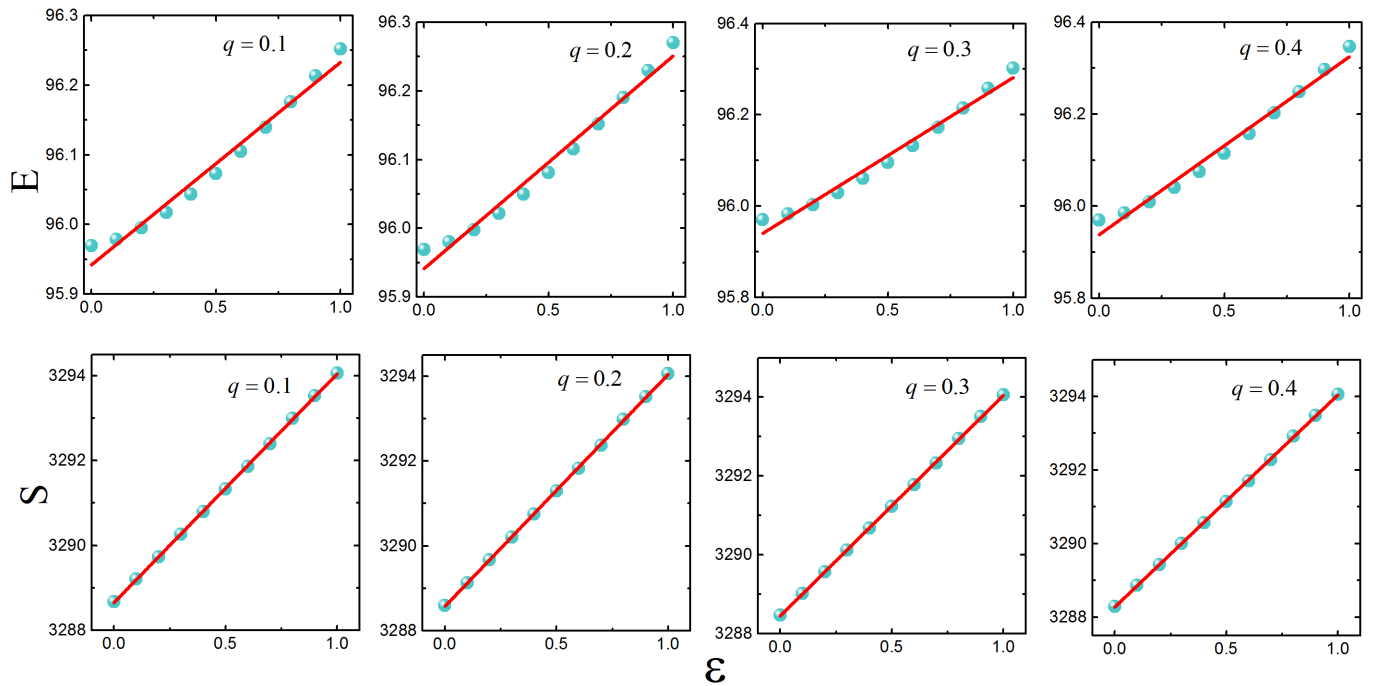 96.3
96.2
96.1
96.0
95.9
q = 0.1
0.0 0.5 1.0
96.3
96.2
96.1
96.0
95.9
q = 0.2
0.0 0.5 1.0
96.4
96.2
96.0
95.8
q = 0.3
0.0 0.5 1.0
96.4
96.2
96.0
95.8
q = 0.4
0.0 0.5 1.0
E
3294
3292
3290
3288
q = 0.1
0.0 0.5 1.0
3294
3292
3290
3288
q = 0.2
0.0 0.5 1.0
3294
3292
3290
3288
q = 0.3
0.0 0.5 1.0
3294
3292
3290
3288
q = 0.4
0.0 0.5 1.0
S
ε